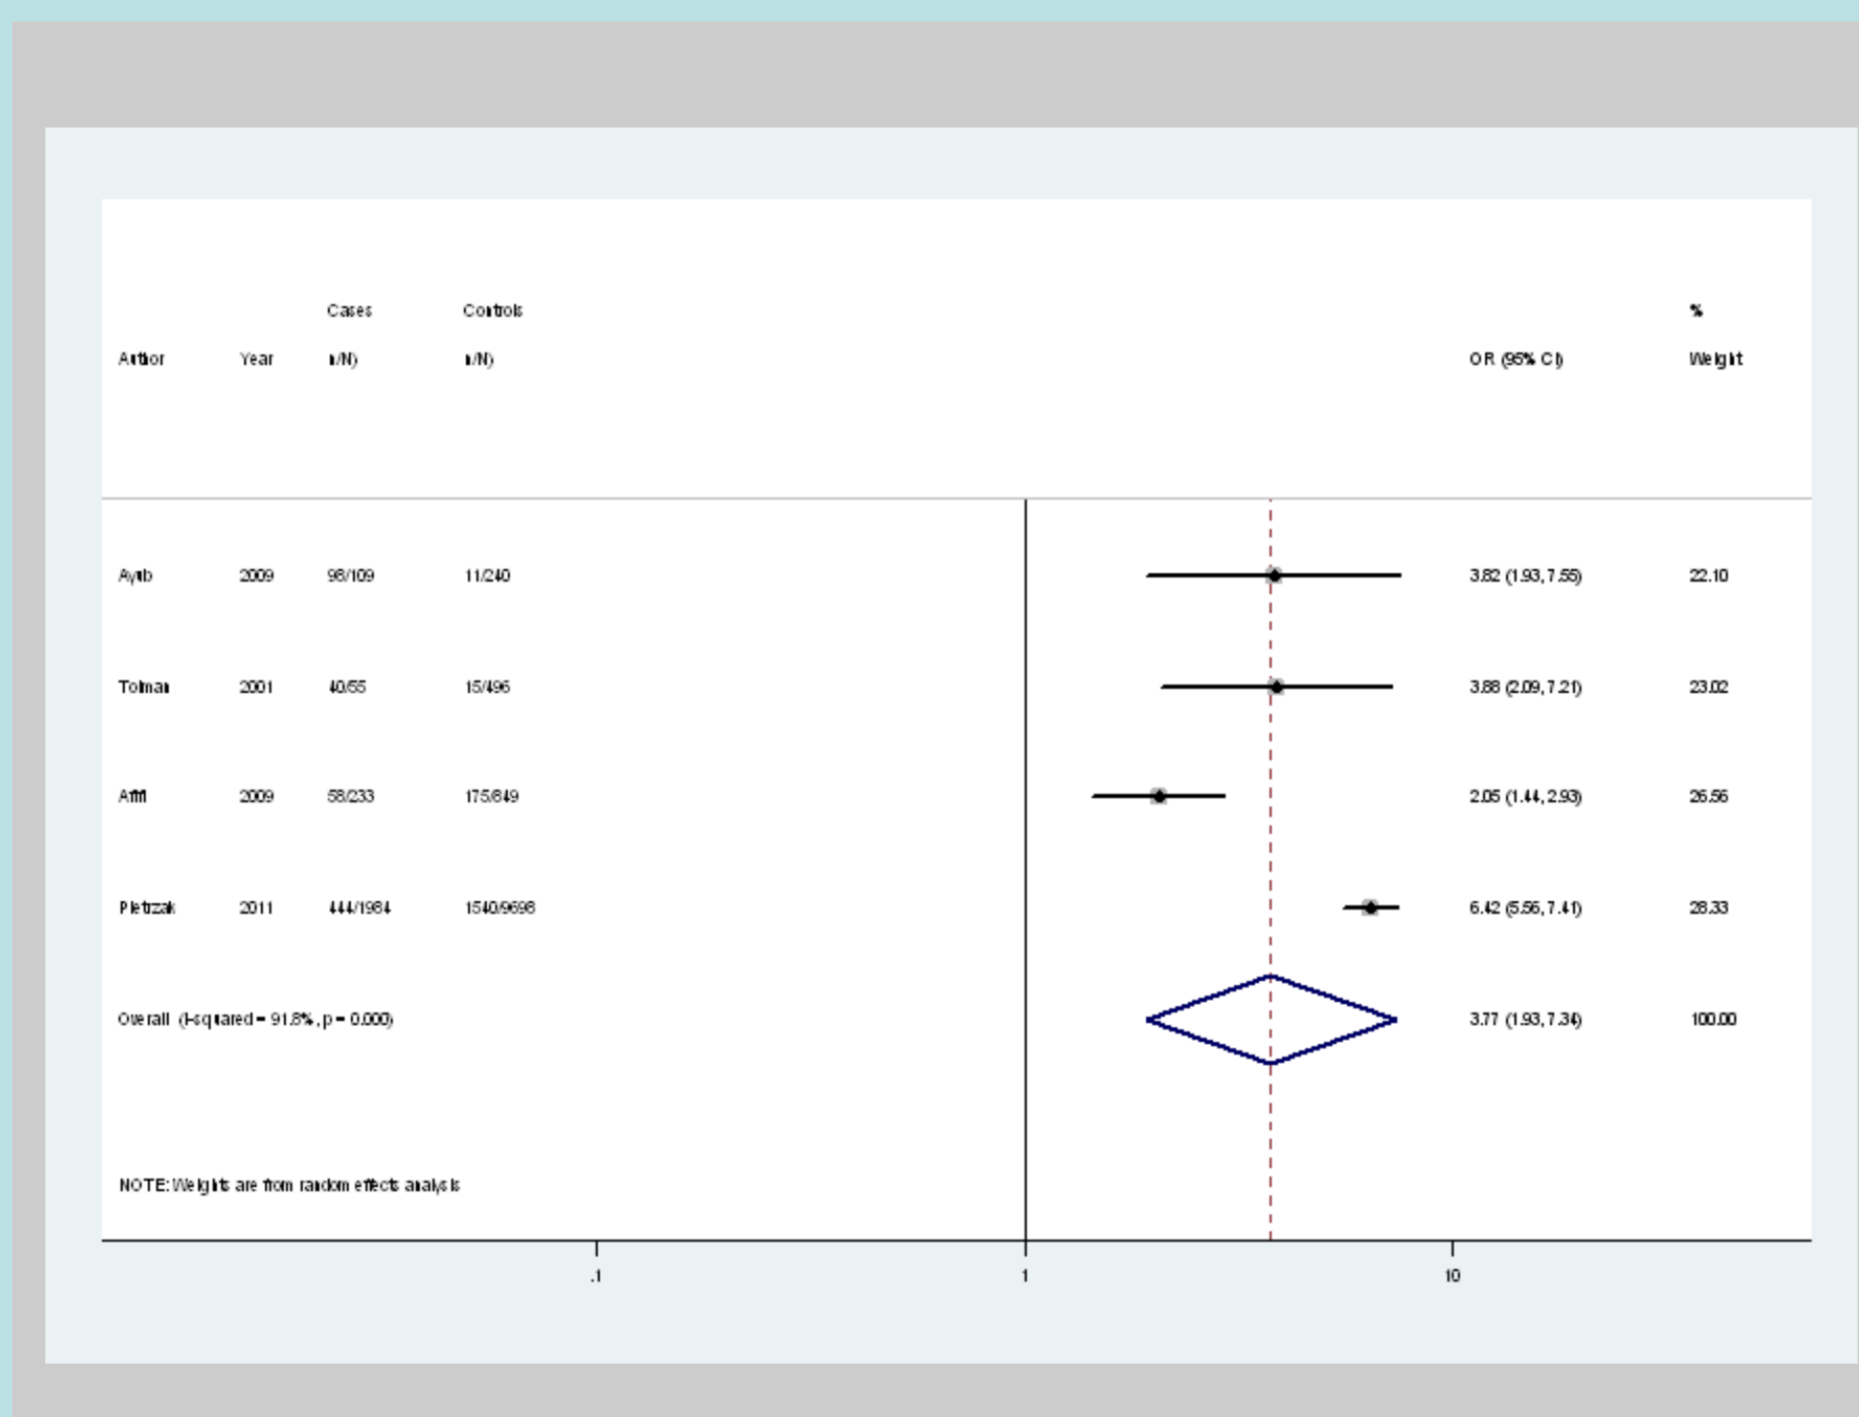 Cases Controls %
Author Year n/N) n/N) OR (95% CI) Weight
Ayub 2009 98/109 11/240 3.82 (1.93, 7.55) 22.10
Tolman 2001 40/55 15/496 3.88 (2.09, 7.21) 23.02
Afifi 2009 58/233 175/849 2.05 (1.44, 2.93) 26.56
Pietrzak 2011 444/1984 1540/9698 6.42 (5.56, 7.41) 28.33
Overall (I-squared = 91.8%, p = 0.000) 3.77 (1.93, 7.34) 100.00
NOTE: Weights are from random effects analysis
.1 1 10